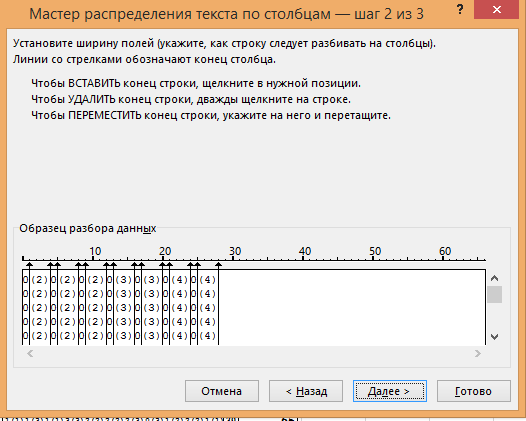 Мастер распределения текста по столбцам — шаг 2 из 3
?
Установите ширину полей (укажите, как строку следует разбивать на столбцы).
Линии со стрелками обозначают конец столбца.
Чтобы ВСТАВИТЬ конец строки, щелкните в нужной позиции.
Чтобы УДАЛИТЬ конец строки, дважды щелкните на строке.
Чтобы ПЕРЕМЕСТИТЬ конец строки, укажите на него и перетащите.
Образец разбора данных
10 20 30 40 50 60
0(2)0(2)0(2)0(3)0(3)0(4)0(4)
0(2)0(2)0(2)0(3)0(3)0(4)0(4)
0(2)0(2)0(2)0(3)0(3)0(4)0(4)
0(2)0(2)0(2)0(3)0(3)0(4)0(4)
0(2)0(2)0(2)0(3)0(3)0(4)0(4)
Отмена < Назад Далее > Готово